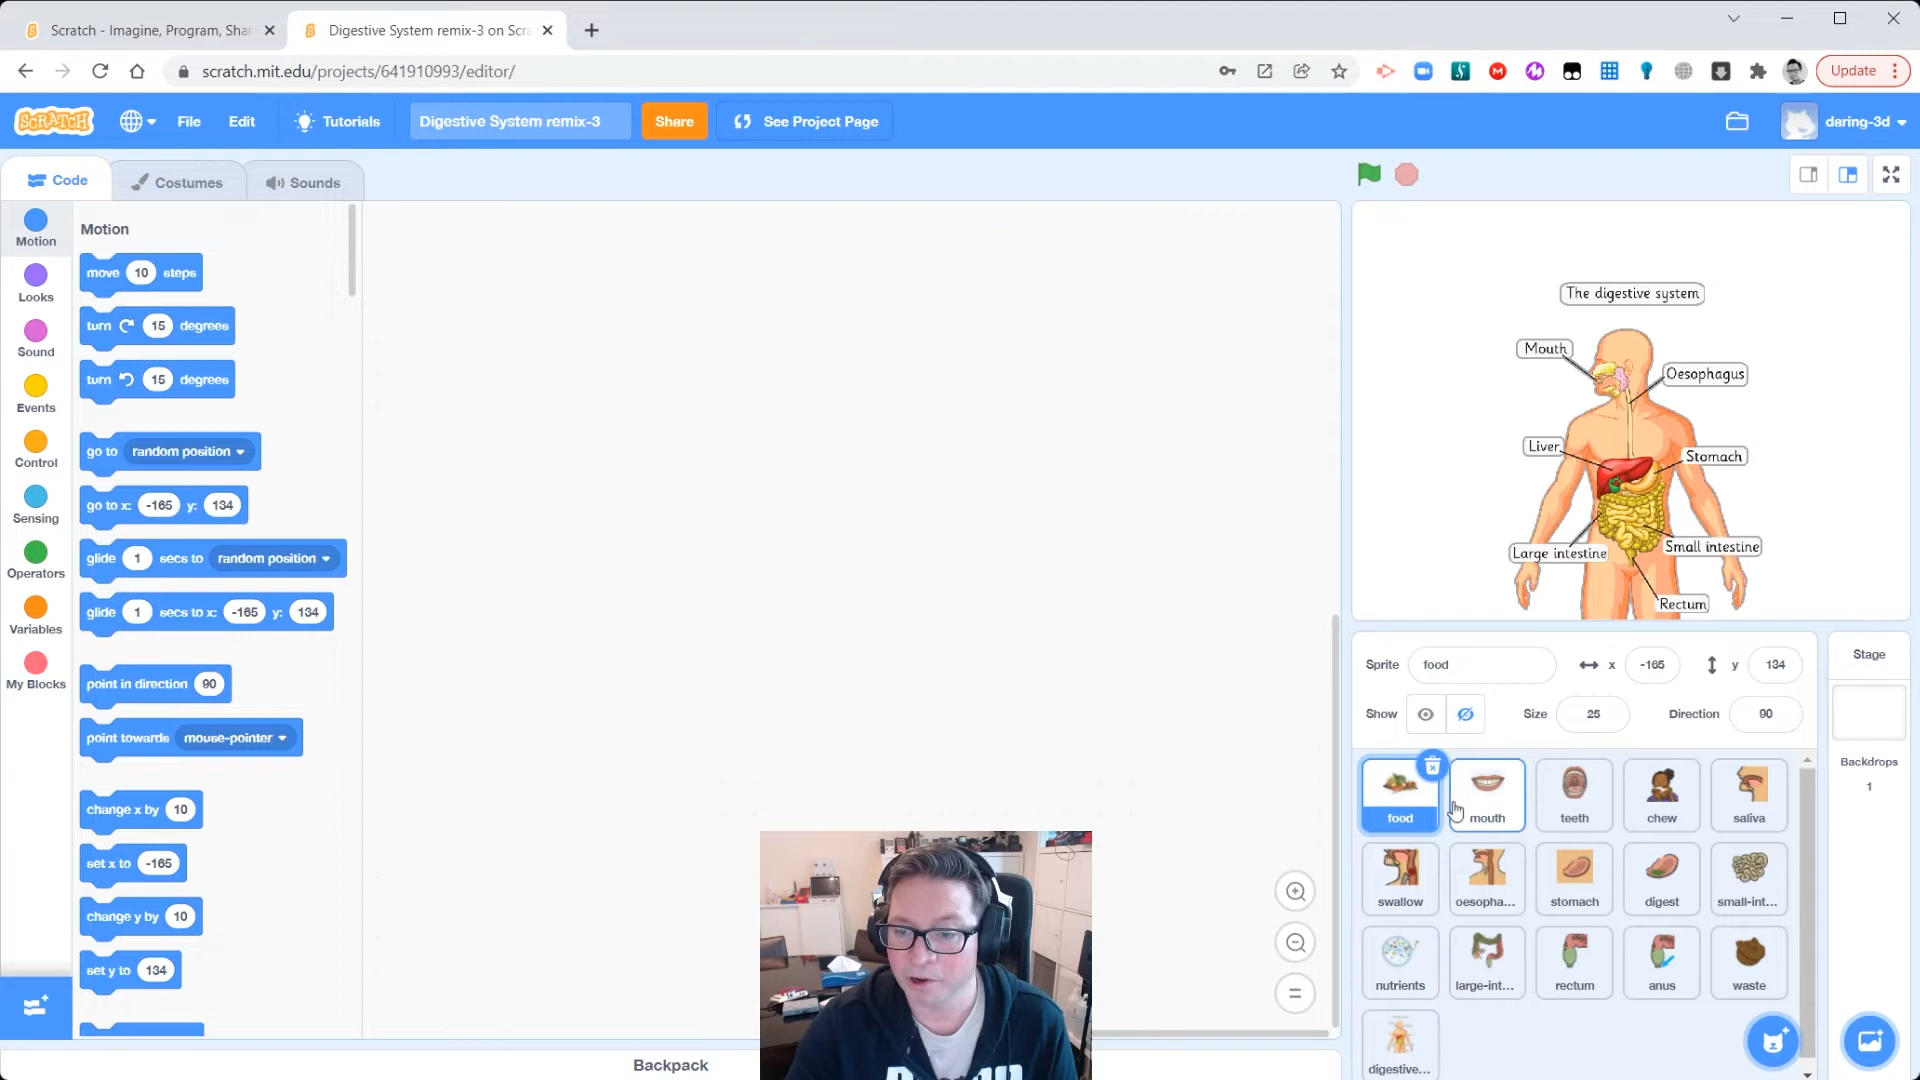 Scratch - Imagine, Program, Shar
Digestive System remix-3 on Scra
scratch.mit.edu/projects/641910993/editor/
Update
SCRATCH
File
Edit
Tutorials
Digestive System remix-3
Share
See Project Page
daring-3d
Code
Costumes
Sounds
Motion
Looks
Sound
Events
Control
Sensing
Operators
Variables
My Blocks
Motion
move 10 steps
turn 15 degrees
turn 15 degrees
go to random position
go to x: -165 y: 134
glide 1 secs to random position
glide 1 secs to x: -165 y: 134
point in direction 90
point towards mouse-pointer
change x by 10
set x to -165
change y by 10
set y to 134
Backpack
The digestive system
Mouth
Oesophagus
Liver
Stomach
Large intestine
Small intestine
Rectum
Sprite food x -165 y 134
Show Size 25 Direction 90
food
mouth
teeth
chew
saliva
swallow
oesopha...
stomach
digest
small-int...
nutrients
large-int...
rectum
anus
waste
digestive...
Stage
Backdrops
1